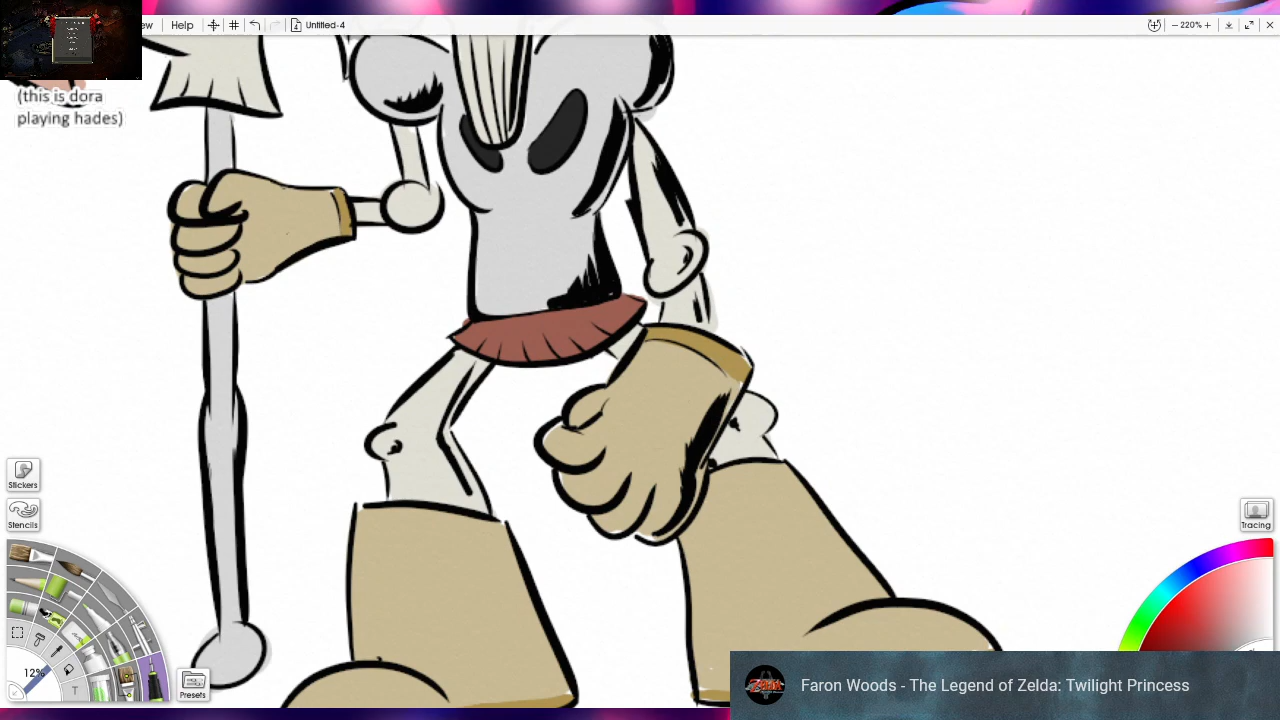 ew
Help
Untitled-4
220%
(this is dora
playing hades)
Stickers
Stencils
Tracing
12%
Presets
Faron Woods - The Legend of Zelda: Twilight Princess